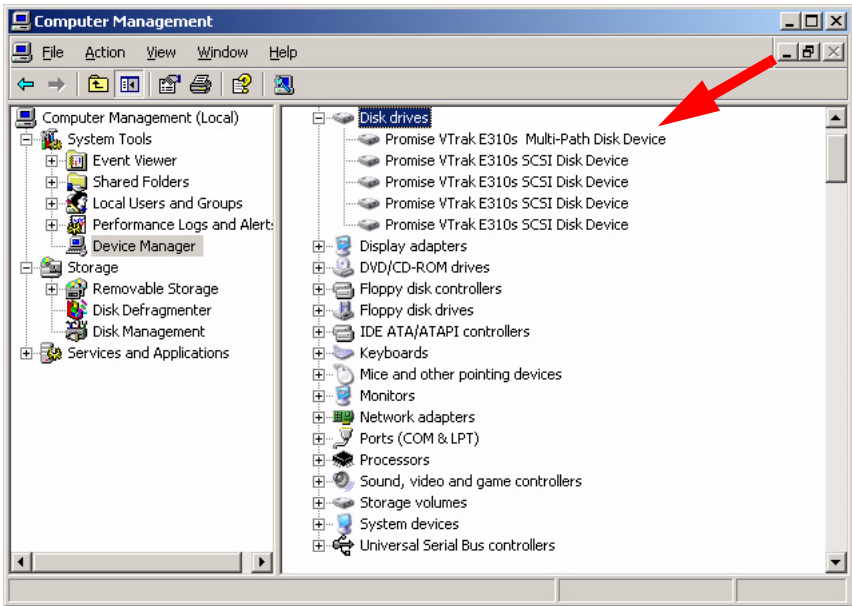 Computer Management
File Action View Window Help
Computer Management (Local)
System Tools
Event Viewer
Shared Folders
Local Users and Groups
Performance Logs and Alert:
Device Manager
Storage
Removable Storage
Disk Defragmenter
Disk Management
Services and Applications
Disk drives
Promise VTrak E310s Multi-Path Disk Device
Promise VTrak E310s SCSI Disk Device
Promise VTrak E310s SCSI Disk Device
Promise VTrak E310s SCSI Disk Device
Promise VTrak E310s SCSI Disk Device
Display adapters
DVD/CD-ROM drives
Floppy disk controllers
Floppy disk drives
IDE ATA/ATAPI controllers
Keyboards
Mice and other pointing devices
Monitors
Network adapters
Ports (COM & LPT)
Processors
Sound, video and game controllers
Storage volumes
System devices
Universal Serial Bus controllers